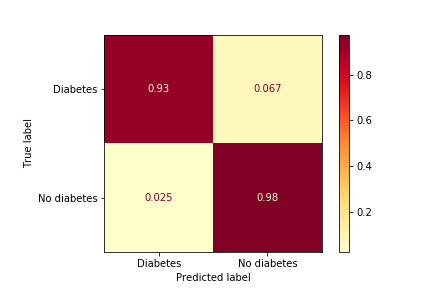 Diabetes
0.93
0.067
True label
No diabetes
0.025
0.98
Diabetes
No diabetes
Predicted label
0.8
0.6
0.4
0.2